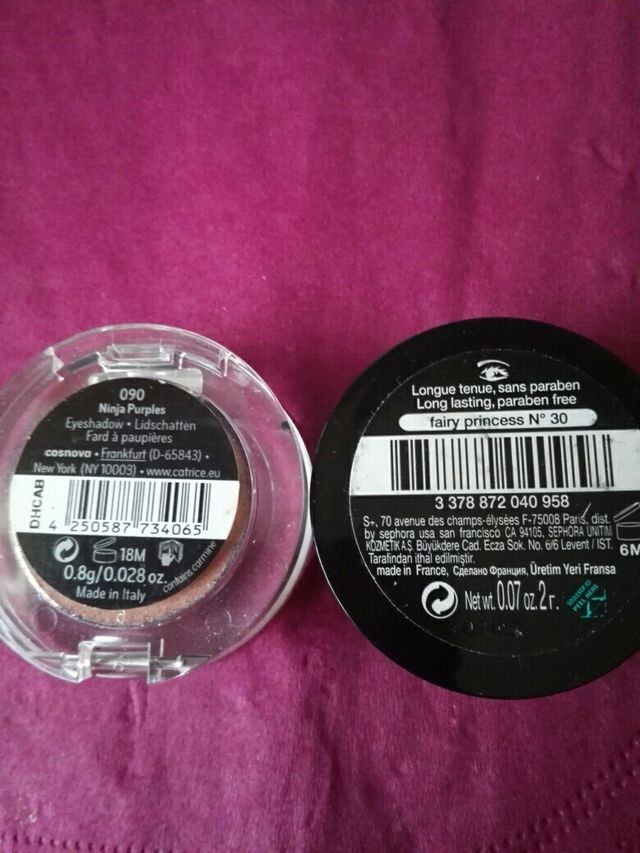 090
Ninja Purples
Eyeshadow • Lidschatten
Fard à paupières
cosnova • Frankfurt (D-65843) •
New York (NY 10003) • www.catrice.eu
DHCAB
4 250587 734065
18M
0.8g/0.028 oz.
Made in Italy
contains carmine
Longue tenue, sans paraben
Long lasting, paraben free
fairy princess N° 30
3 378 872 040 958
S+, 70 avenue des champs-élysées F-75008 Paris, dist.
by sephora usa san francisco CA 94105, SEPHORA UNITIM
KOZMETIK A.Ş. Büyükdere Cad. Ecza Sok. No. 6/6 Levent / IST.
Tarafından ithal edilmiştir.
6M
made in France, Сделано Франция, Üretim Yeri Fransa
Net wt. 0.07 oz. 2 г.
PEEL HERE